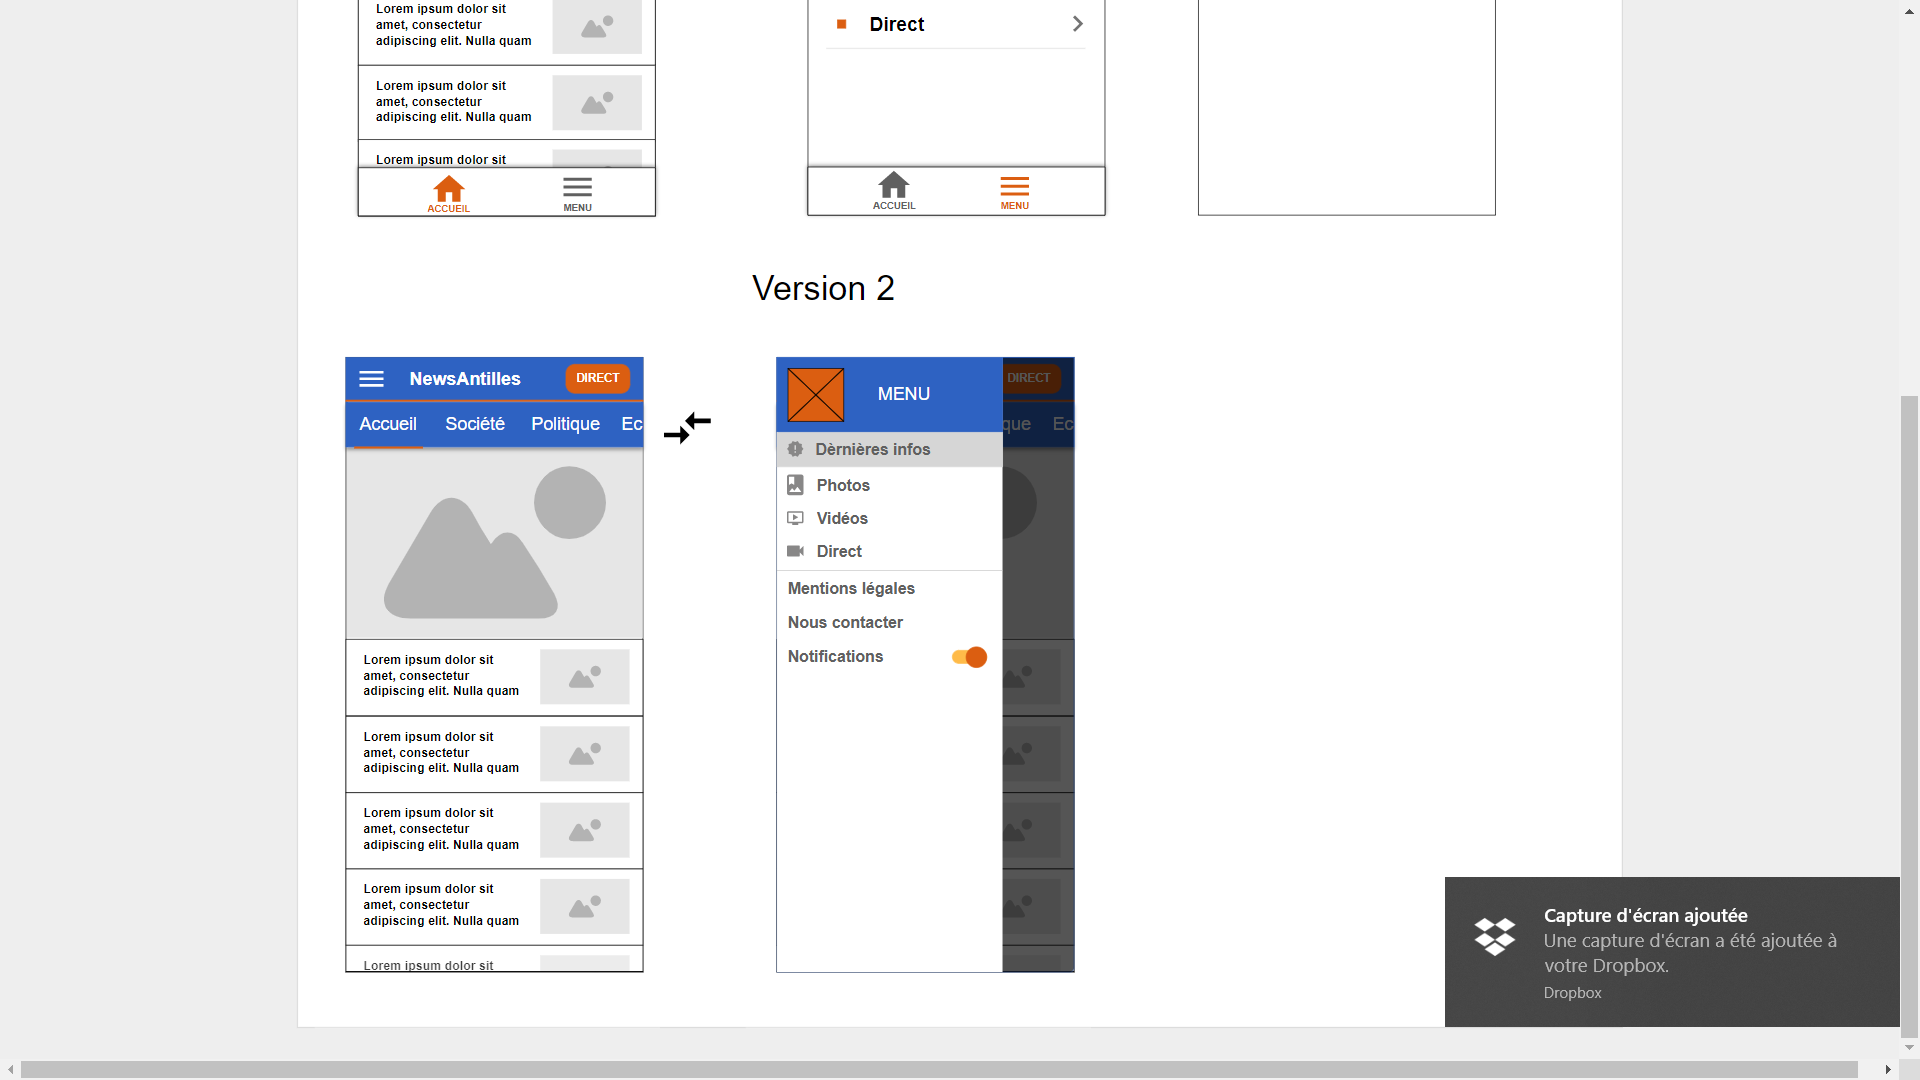 Lorem ipsum dolor sit
amet, consectetur
adipiscing elit. Nulla quam
Lorem ipsum dolor sit
amet, consectetur
adipiscing elit. Nulla quam
Lorem ipsum dolor sit
ACCUEIL
MENU
Direct
ACCUEIL
MENU
Version 2
NewsAntilles
DIRECT
Accueil
Société
Politique
Ec
Lorem ipsum dolor sit
amet, consectetur
adipiscing elit. Nulla quam
Lorem ipsum dolor sit
amet, consectetur
adipiscing elit. Nulla quam
Lorem ipsum dolor sit
amet, consectetur
adipiscing elit. Nulla quam
Lorem ipsum dolor sit
amet, consectetur
adipiscing elit. Nulla quam
Lorem ipsum dolor sit
MENU
DIRECT
que
Ec
Dèrnières infos
Photos
Vidéos
Direct
Mentions légales
Nous contacter
Notifications
Capture d'écran ajoutée
Une capture d'écran a été ajoutée à
votre Dropbox.
Dropbox